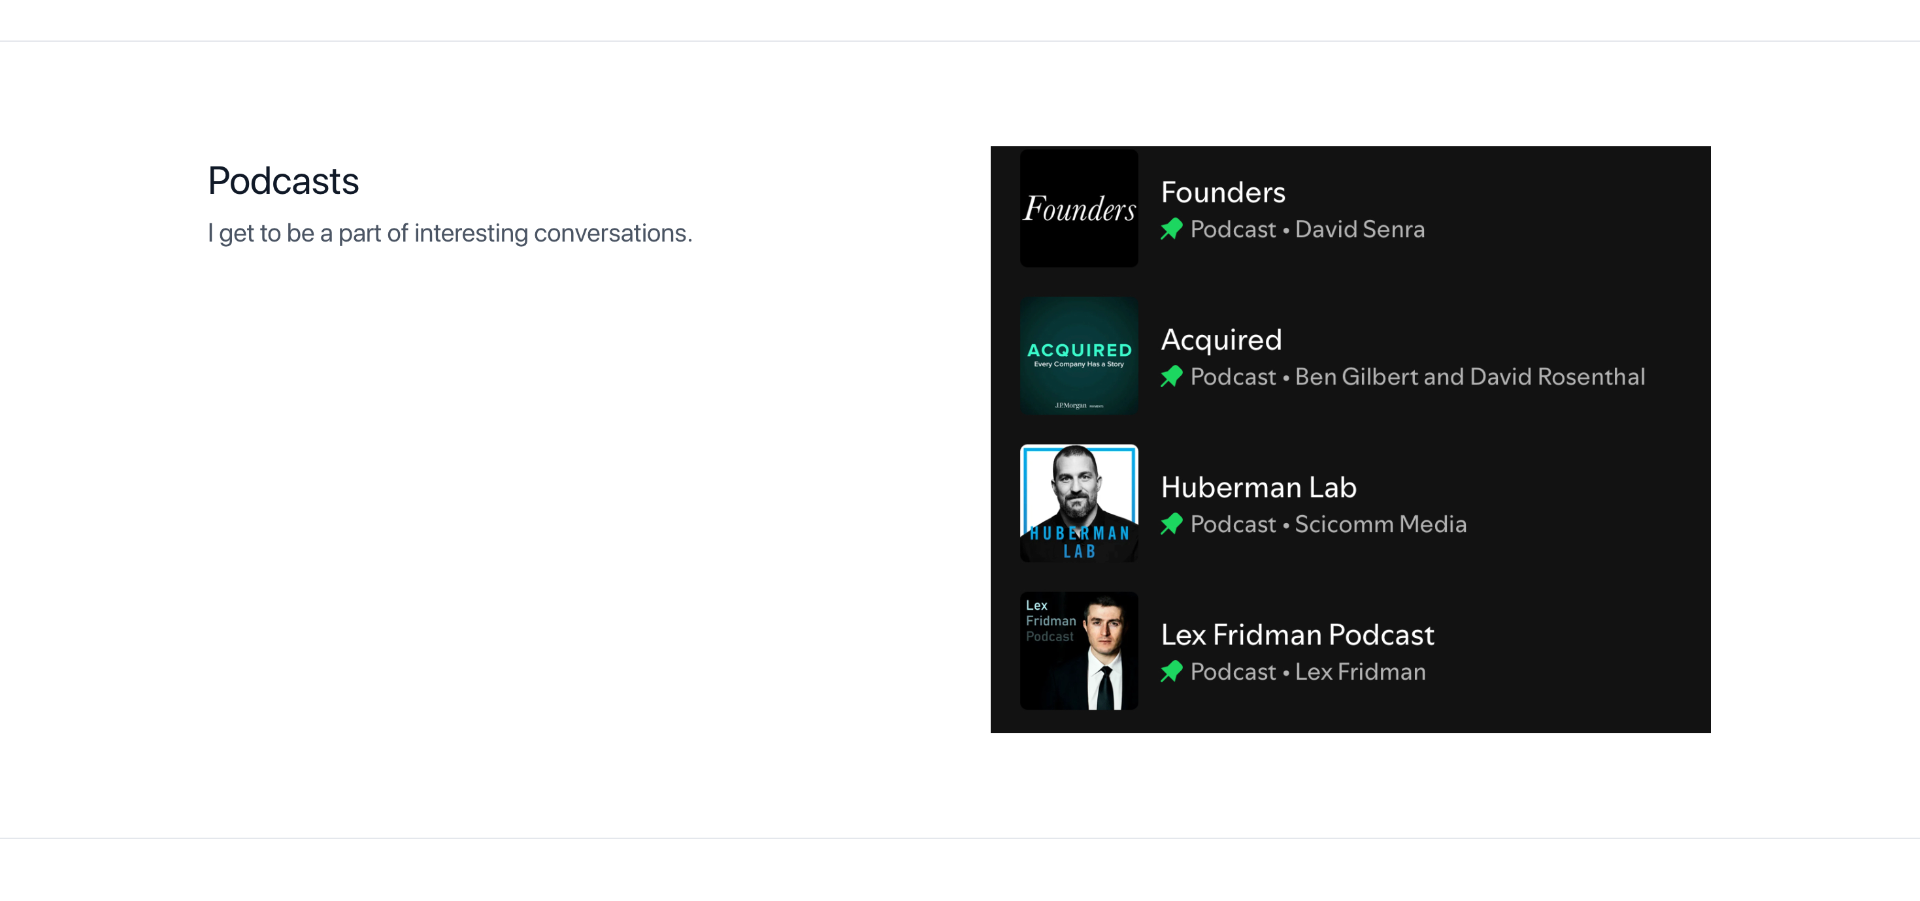 Podcasts
I get to be a part of interesting conversations.
Founders
Founders
Podcast • David Senra
ACQUIRED
Every Company Has a Story
J.P.Morgan
Acquired
Podcast • Ben Gilbert and David Rosenthal
HUBERMAN
LAB
Huberman Lab
Podcast • Scicomm Media
Lex
Fridman
Podcast
Lex Fridman Podcast
Podcast • Lex Fridman